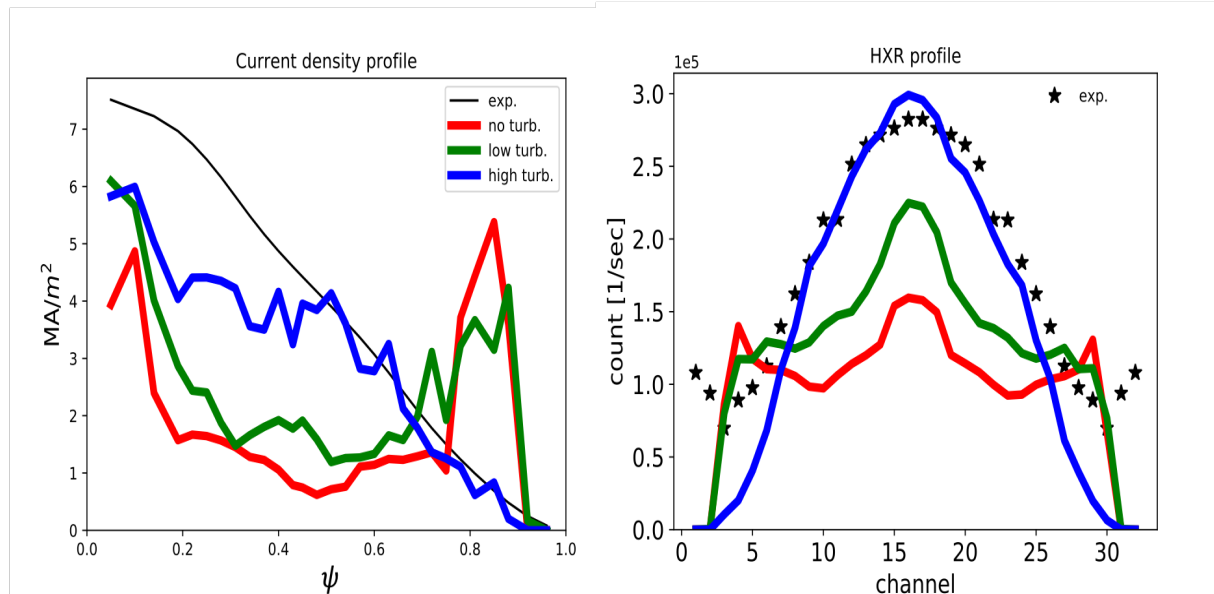 Current density profile
exp.
no turb.
low turb.
high turb.
7
6
5
4
3
2
1
0
0.0 0.2 0.4 0.6 0.8 1.0
MA/m²
ψ
HXR profile
1e5
exp.
3.0
2.5
2.0
1.5
1.0
0.5
0.0
0 5 10 15 20 25 30
count [1/sec]
channel